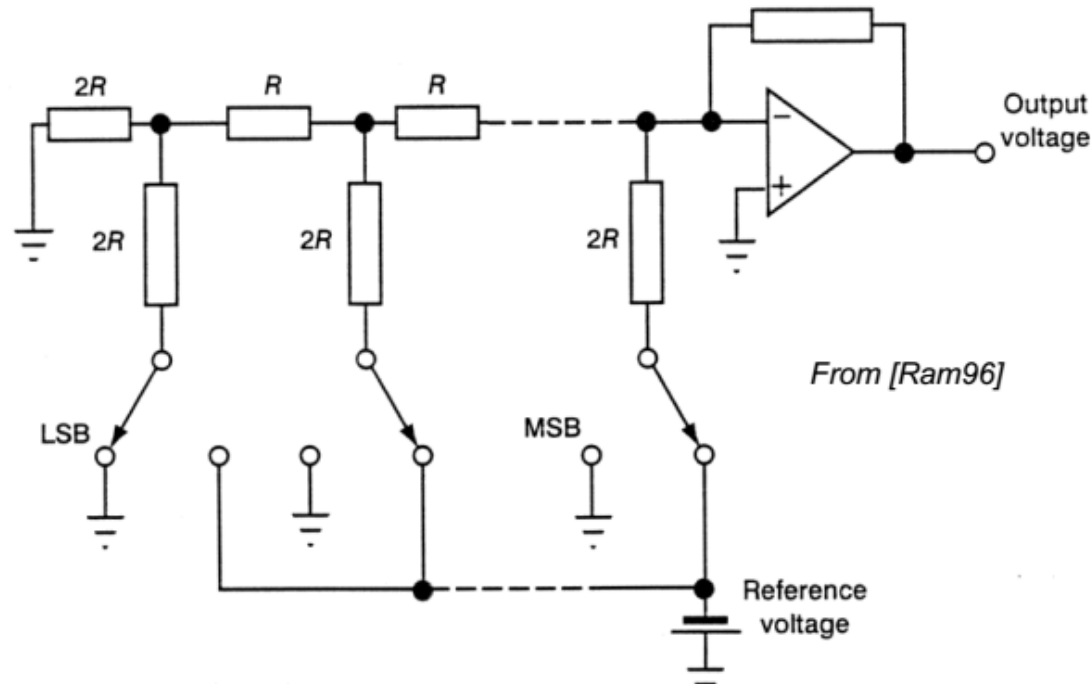 2R
R
R
Output
voltage
−
+
2R
2R
2R
From [Ram96]
LSB
MSB
Reference
voltage